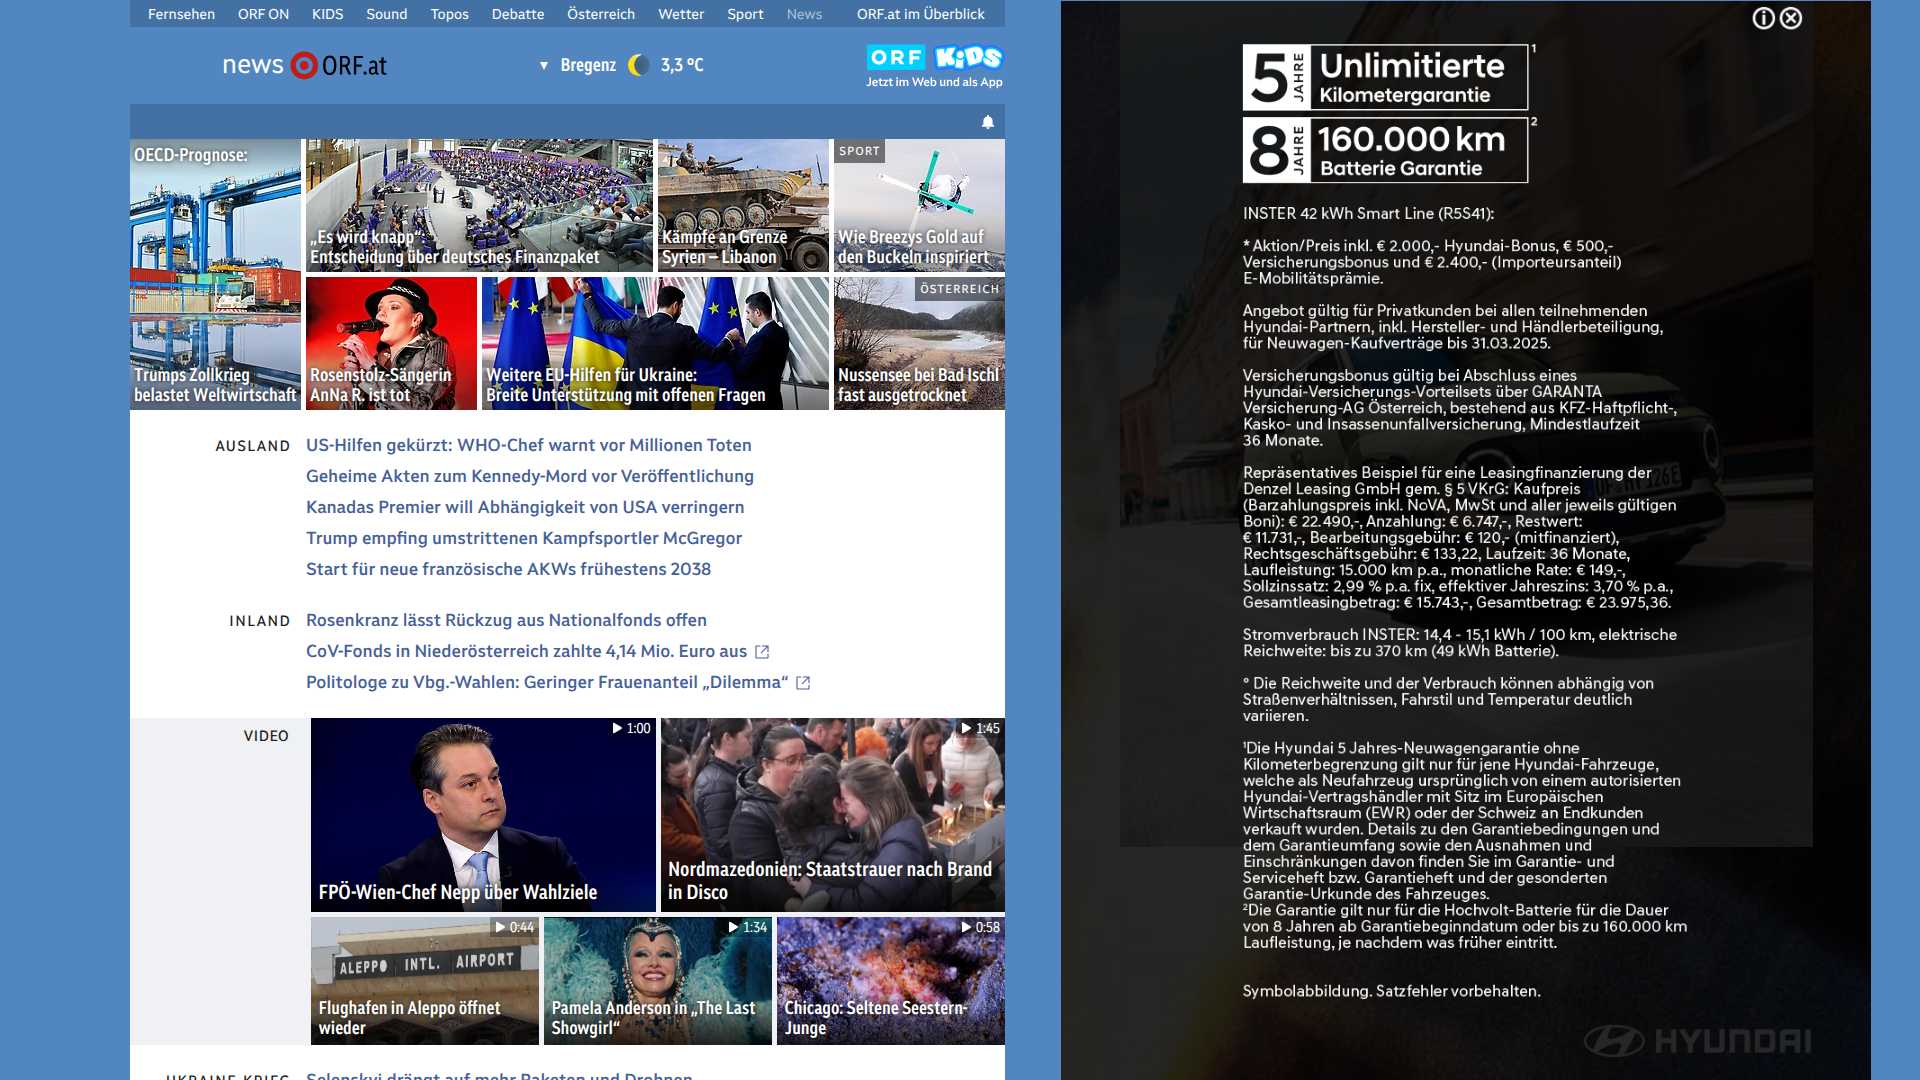 Fernsehen ORF ON KIDS Sound Topos Debatte Österreich Wetter Sport News ORF.at im Überblick
news ORF.at
Bregenz 3,3 °C
ORF KiDS
Jetzt im Web und als App
OECD-Prognose:
Trumps Zollkrieg
belastet Weltwirtschaft
„Es wird knapp“:
Entscheidung über deutsches Finanzpaket
Kämpfe an Grenze
Syrien – Libanon
SPORT
Wie Breezys Gold auf
den Buckeln inspiriert
Rosenstolz-Sängerin
AnNa R. ist tot
Weitere EU-Hilfen für Ukraine:
Breite Unterstützung mit offenen Fragen
ÖSTERREICH
Nussensee bei Bad Ischl
fast ausgetrocknet
AUSLAND
US-Hilfen gekürzt: WHO-Chef warnt vor Millionen Toten
Geheime Akten zum Kennedy-Mord vor Veröffentlichung
Kanadas Premier will Abhängigkeit von USA verringern
Trump empfing umstrittenen Kampfsportler McGregor
Start für neue französische AKWs frühestens 2038
INLAND
Rosenkranz lässt Rückzug aus Nationalfonds offen
CoV-Fonds in Niederösterreich zahlte 4,14 Mio. Euro aus
Politologe zu Vbg.-Wahlen: Geringer Frauenanteil „Dilemma“
VIDEO
1:00
FPÖ-Wien-Chef Nepp über Wahlziele
1:45
Nordmazedonien: Staatstrauer nach Brand
in Disco
0:44
ALEPPO INTL. AIRPORT
Flughafen in Aleppo öffnet
wieder
1:34
Pamela Anderson in „The Last
Showgirl“
0:58
Chicago: Seltene Seestern-
Junge
UKRAINE-KRIEG
Selenskyj drängt auf mehr Raketen und Drohnen
5 JAHRE Unlimitierte
Kilometergarantie 1
8 JAHRE 160.000 km
Batterie Garantie 2
INSTER 42 kWh Smart Line (R5S41):
* Aktion/Preis inkl. € 2.000,- Hyundai-Bonus, € 500,-
Versicherungsbonus und € 2.400,- (Importeursanteil)
E-Mobilitätsprämie.
Angebot gültig für Privatkunden bei allen teilnehmenden
Hyundai-Partnern, inkl. Hersteller- und Händlerbeteiligung,
für Neuwagen-Kaufverträge bis 31.03.2025.
Versicherungsbonus gültig bei Abschluss eines
Hyundai-Versicherungs-Vorteilsets über GARANTA
Versicherung-AG Österreich, bestehend aus KFZ-Haftpflicht-,
Kasko- und Insassenunfallversicherung, Mindestlaufzeit
36 Monate.
Repräsentatives Beispiel für eine Leasingfinanzierung der
Denzel Leasing GmbH gem. § 5 VKrG: Kaufpreis
(Barzahlungspreis inkl. NoVA, MwSt und aller jeweils gültigen
Boni): € 22.490,-, Anzahlung: € 6.747,-, Restwert:
€ 11.731,-, Bearbeitungsgebühr: € 120,- (mitfinanziert),
Rechtsgeschäftsgebühr: € 133,22, Laufzeit: 36 Monate,
Laufleistung: 15.000 km p.a., monatliche Rate: € 149,-,
Sollzinssatz: 2,99 % p.a. fix, effektiver Jahreszins: 3,70 % p.a.,
Gesamtleasingbetrag: € 15.743,-, Gesamtbetrag: € 23.975,36.
Stromverbrauch INSTER: 14,4 - 15,1 kWh / 100 km, elektrische
Reichweite: bis zu 370 km (49 kWh Batterie).
° Die Reichweite und der Verbrauch können abhängig von
Straßenverhältnissen, Fahrstil und Temperatur deutlich
variieren.
¹Die Hyundai 5 Jahres-Neuwagengarantie ohne
Kilometerbegrenzung gilt nur für jene Hyundai-Fahrzeuge,
welche als Neufahrzeug ursprünglich von einem autorisierten
Hyundai-Vertragshändler mit Sitz im Europäischen
Wirtschaftsraum (EWR) oder der Schweiz an Endkunden
verkauft wurden. Details zu den Garantiebedingungen und
dem Garantieumfang sowie den Ausnahmen und
Einschränkungen davon finden Sie im Garantie- und
Serviceheft bzw. Garantieheft und der gesonderten
Garantie-Urkunde des Fahrzeuges.
²Die Garantie gilt nur für die Hochvolt-Batterie für die Dauer
von 8 Jahren ab Garantiebeginndatum oder bis zu 160.000 km
Laufleistung, je nachdem was früher eintritt.
Symbolabbildung. Satzfehler vorbehalten.
HYUNDAI